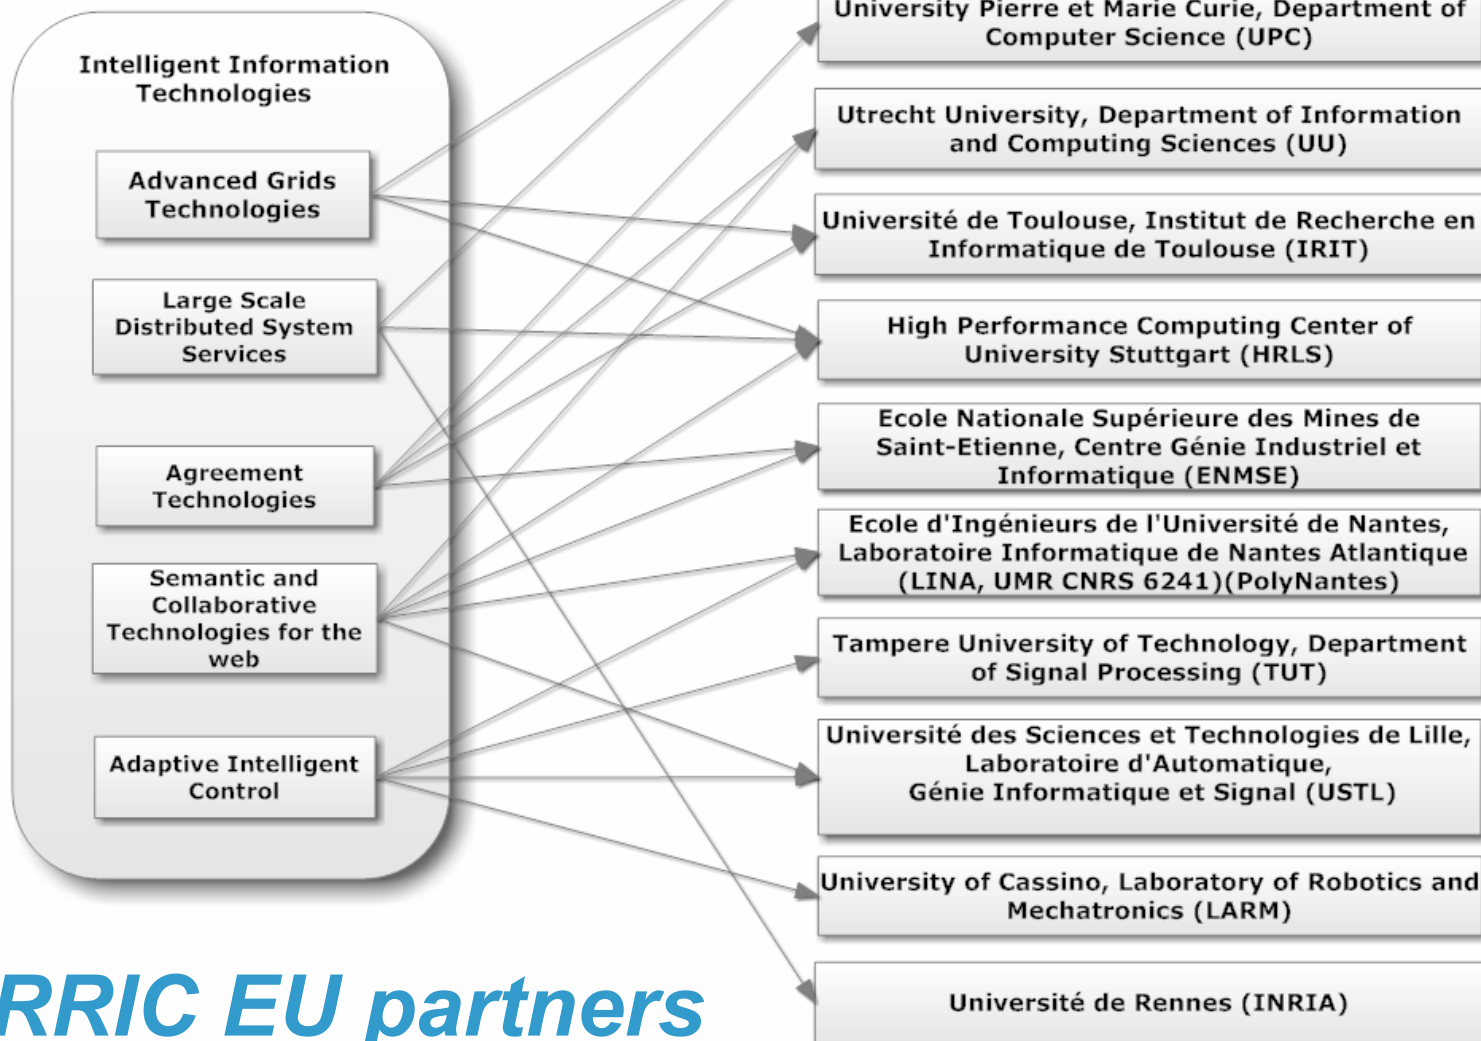 Intelligent Information
Technologies
Advanced Grids
Technologies
Large Scale
Distributed System
Services
Agreement
Technologies
Semantic and
Collaborative
Technologies for the
web
Adaptive Intelligent
Control
University Pierre et Marie Curie, Department of
Computer Science (UPC)
Utrecht University, Department of Information
and Computing Sciences (UU)
Université de Toulouse, Institut de Recherche en
Informatique de Toulouse (IRIT)
High Performance Computing Center of
University Stuttgart (HRLS)
Ecole Nationale Supérieure des Mines de
Saint-Etienne, Centre Génie Industriel et
Informatique (ENMSE)
Ecole d'Ingénieurs de l'Université de Nantes,
Laboratoire Informatique de Nantes Atlantique
(LINA, UMR CNRS 6241)(PolyNantes)
Tampere University of Technology, Department
of Signal Processing (TUT)
Université des Sciences et Technologies de Lille,
Laboratoire d'Automatique,
Génie Informatique et Signal (USTL)
University of Cassino, Laboratory of Robotics and
Mechatronics (LARM)
Université de Rennes (INRIA)
RRIC EU partners